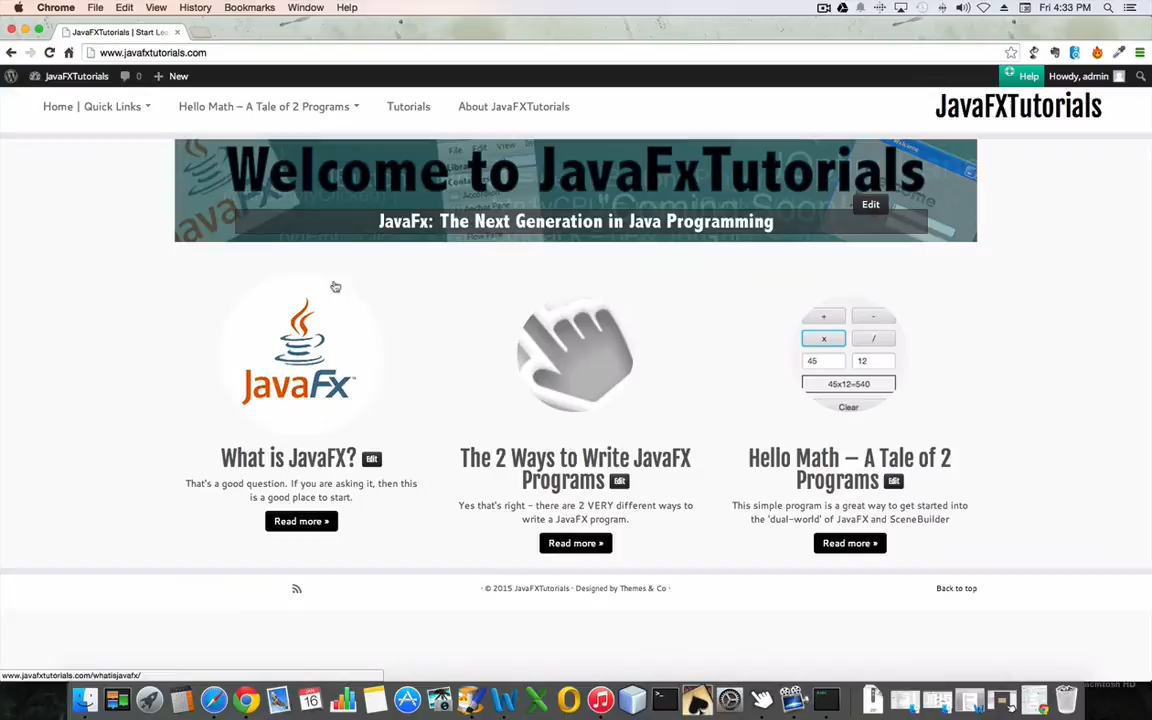 Chrome File Edit View History Bookmarks Window Help Fri 4:33 PM
JavaFXTutorials | Start Lea
www.javafxtutorials.com
JavaFXTutorials 0 New Help Howdy, admin
Home | Quick Links Hello Math – A Tale of 2 Programs Tutorials About JavaFXTutorials JavaFXTutorials
Welcome to JavaFxTutorials
Edit
JavaFx: The Next Generation in Java Programming
JavaFx™
+ -
x /
45 12
45x12=540
Clear
What is JavaFX? Edit
That's a good question. If you are asking it, then this
is a good place to start.
Read more »
The 2 Ways to Write JavaFX
Programs Edit
Yes that's right - there are 2 VERY different ways to
write a JavaFX program.
Read more »
Hello Math – A Tale of 2
Programs Edit
This simple program is a great way to get started into
the 'dual-world' of JavaFX and SceneBuilder
Read more »
· © 2015 JavaFXTutorials · Designed by Themes & Co · Back to top
www.javafxtutorials.com/whatisjavafx/
JAN
16